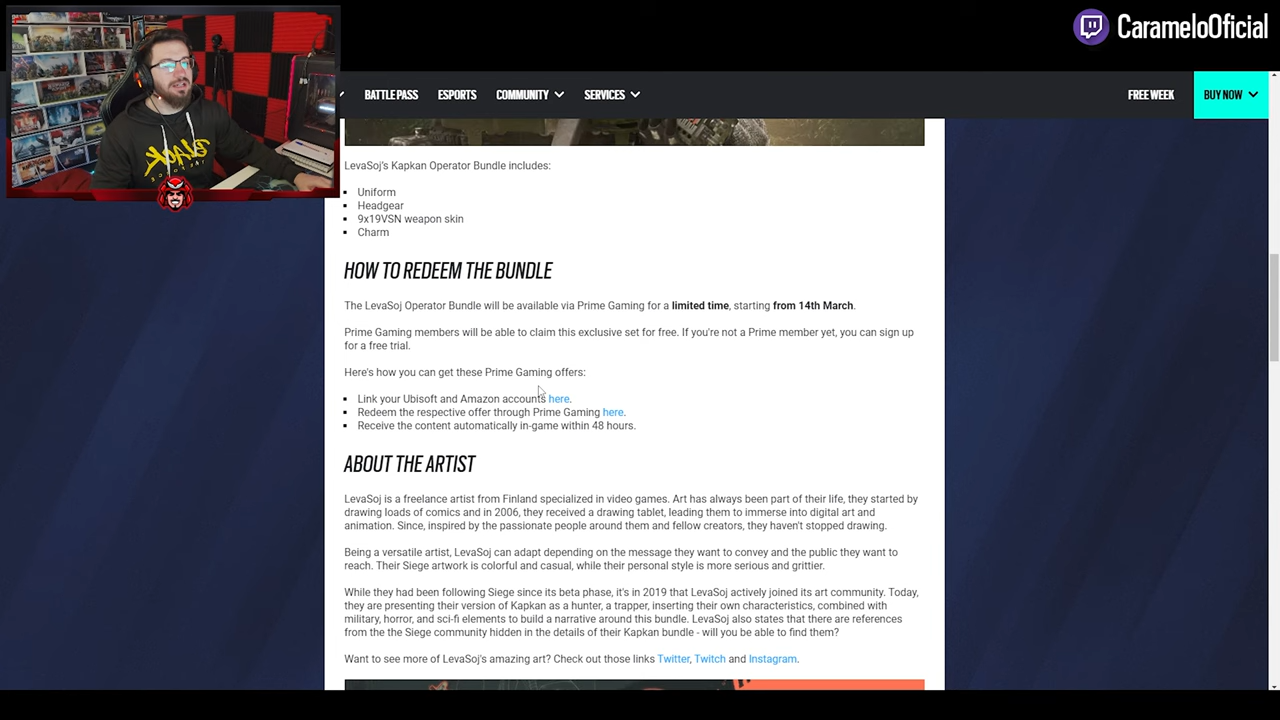 CarameloOficial
BATTLE PASS
ESPORTS
COMMUNITY
SERVICES
FREE WEEK
BUY NOW
LevaSoj's Kapkan Operator Bundle includes:
Uniform
Headgear
9x19VSN weapon skin
Charm
HOW TO REDEEM THE BUNDLE
The LevaSoj Operator Bundle will be available via Prime Gaming for a limited time, starting from 14th March.
Prime Gaming members will be able to claim this exclusive set for free. If you're not a Prime member yet, you can sign up
for a free trial.
Here's how you can get these Prime Gaming offers:
Link your Ubisoft and Amazon accounts here.
Redeem the respective offer through Prime Gaming here.
Receive the content automatically in-game within 48 hours.
ABOUT THE ARTIST
LevaSoj is a freelance artist from Finland specialized in video games. Art has always been part of their life, they started by
drawing loads of comics and in 2006, they received a drawing tablet, leading them to immerse into digital art and
animation. Since, inspired by the passionate people around them and fellow creators, they haven't stopped drawing.
Being a versatile artist, LevaSoj can adapt depending on the message they want to convey and the public they want to
reach. Their Siege artwork is colorful and casual, while their personal style is more serious and grittier.
While they had been following Siege since its beta phase, it's in 2019 that LevaSoj actively joined its art community. Today,
they are presenting their version of Kapkan as a hunter, a trapper, inserting their own characteristics, combined with
military, horror, and sci-fi elements to build a narrative around this bundle. LevaSoj also states that there are references
from the the Siege community hidden in the details of their Kapkan bundle - will you be able to find them?
Want to see more of LevaSoj's amazing art? Check out those links Twitter, Twitch and Instagram.